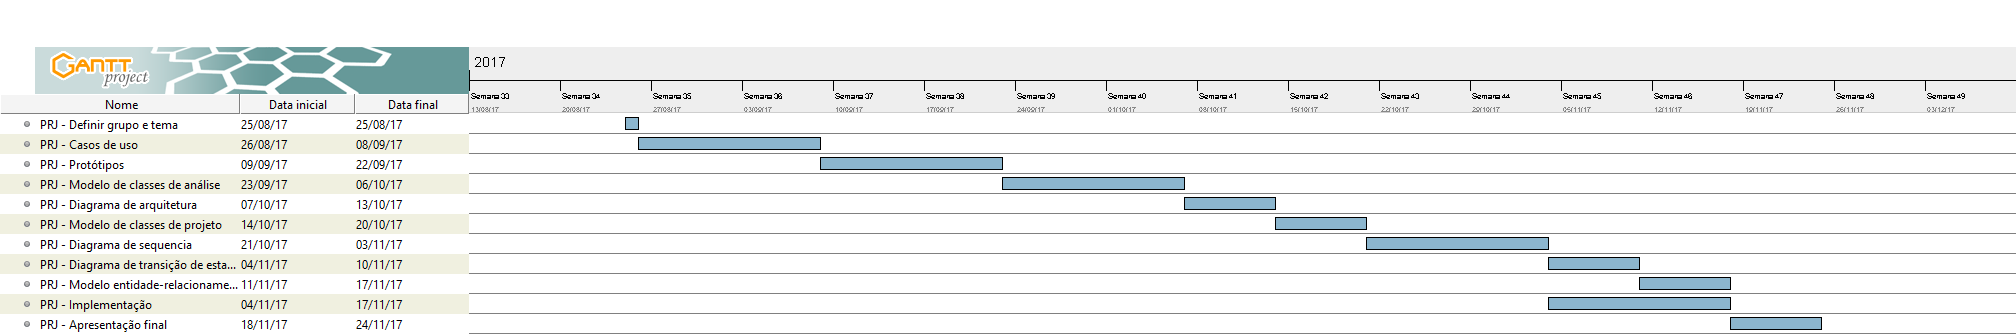 GANTT
project
2017
Semana 33 Semana 34 Semana 35 Semana 36 Semana 37 Semana 38 Semana 39 Semana 40 Semana 41 Semana 42 Semana 43 Semana 44 Semana 45 Semana 46 Semana 47 Semana 48 Semana 49
13/08/17 20/08/17 27/08/17 03/09/17 10/09/17 17/09/17 24/09/17 01/10/17 08/10/17 15/10/17 22/10/17 29/10/17 05/11/17 12/11/17 19/11/17 26/11/17 03/12/17
Nome Data inicial Data final
PRJ - Definir grupo e tema 25/08/17 25/08/17
PRJ - Casos de uso 26/08/17 08/09/17
PRJ - Protótipos 09/09/17 22/09/17
PRJ - Modelo de classes de análise 23/09/17 06/10/17
PRJ - Diagrama de arquitetura 07/10/17 13/10/17
PRJ - Modelo de classes de projeto 14/10/17 20/10/17
PRJ - Diagrama de sequencia 21/10/17 03/11/17
PRJ - Diagrama de transição de esta... 04/11/17 10/11/17
PRJ - Modelo entidade-relacioname... 11/11/17 17/11/17
PRJ - Implementação 04/11/17 17/11/17
PRJ - Apresentação final 18/11/17 24/11/17